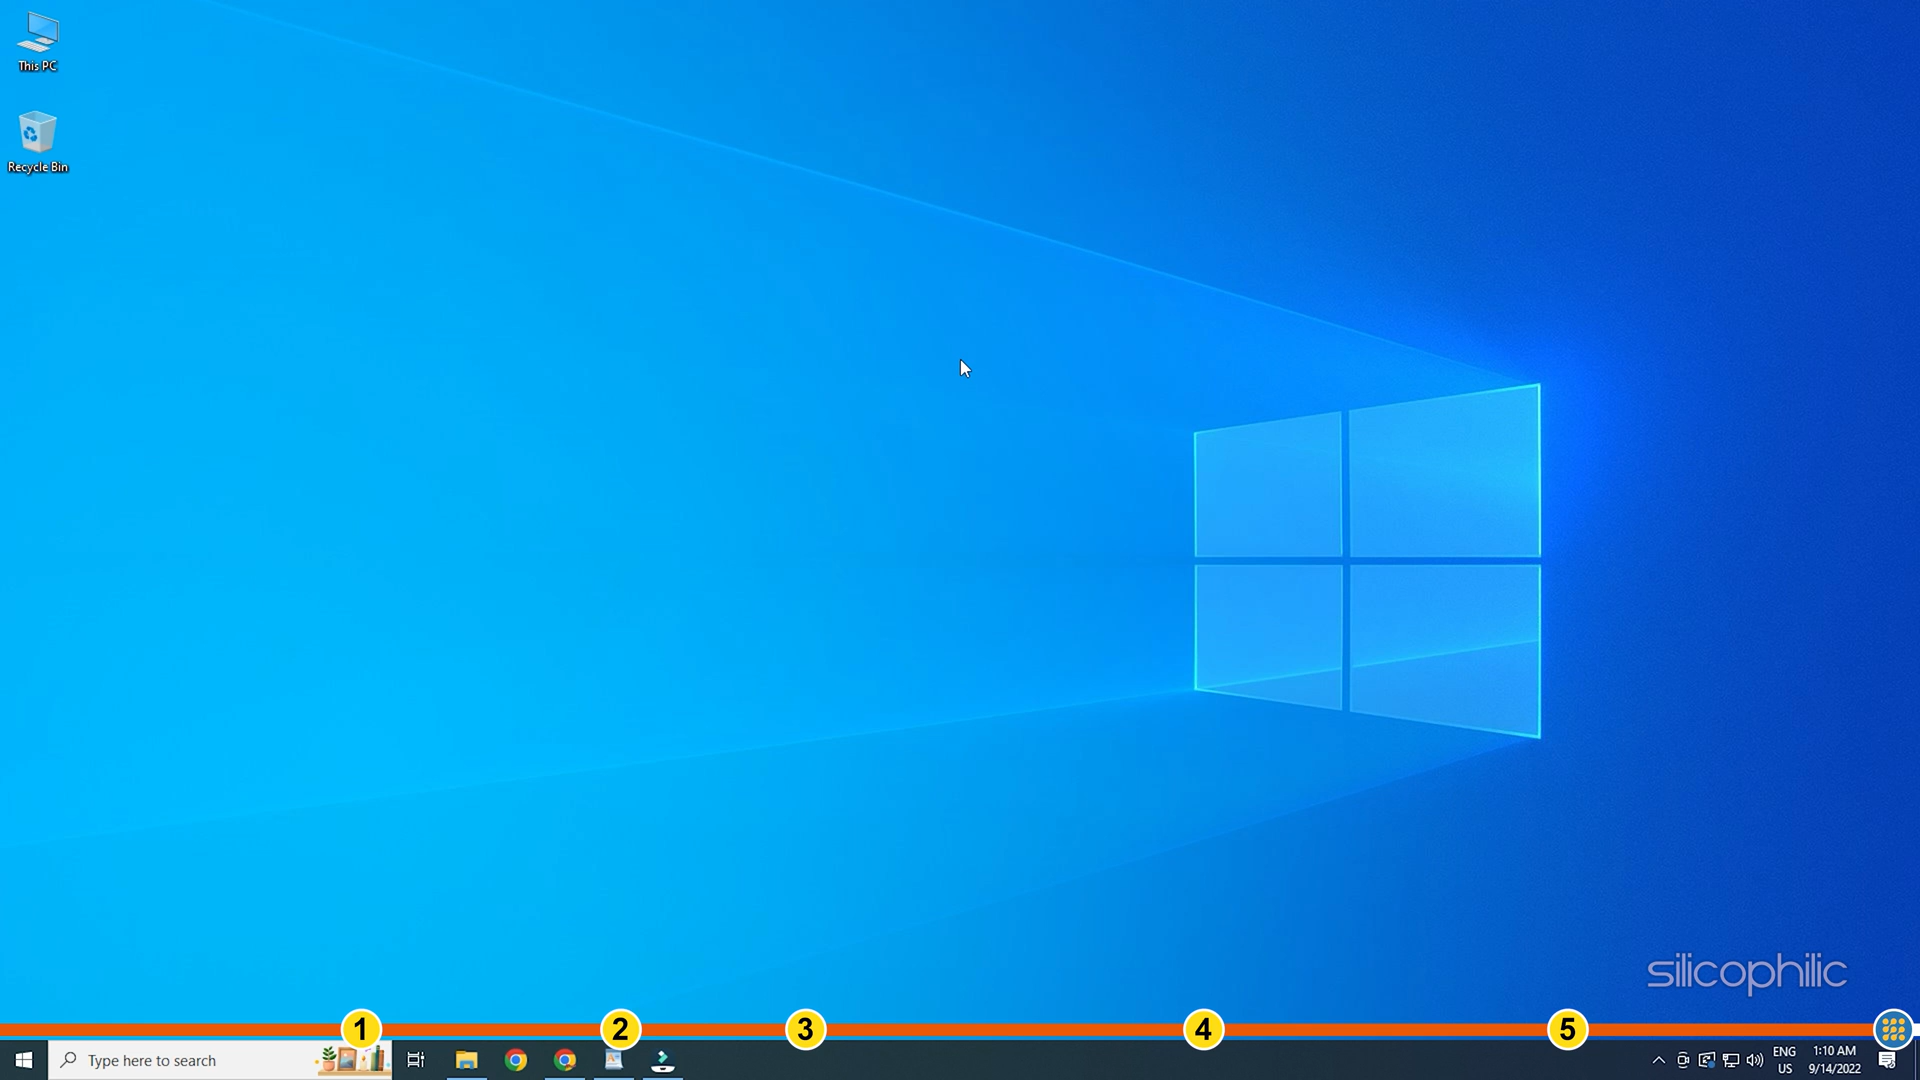 This PC
Recycle Bin
silicophilic
1
2
3
4
5
Type here to search
ENG
US
1:10 AM
9/14/2022